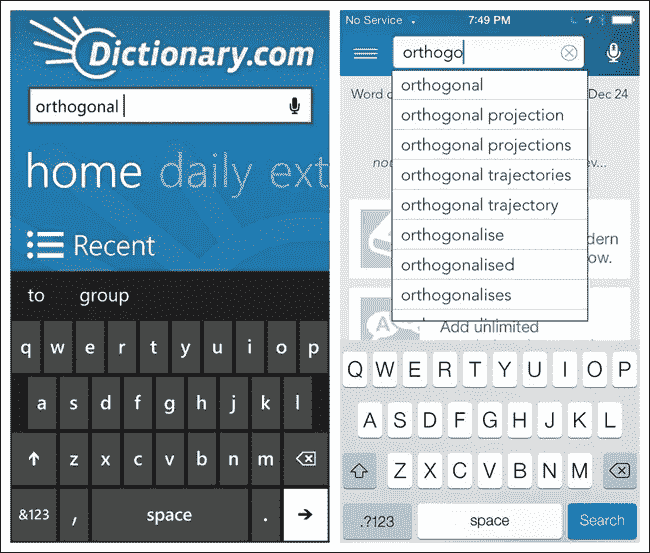 Dictionary.com
orthogonal
home daily ext
Recent
to group
q w e r t y u i o p
a s d f g h j k l
z x c v b n m
&123 , space . 
No Service 7:49 PM
orthogo
Word o Dec 24
orthogonal
orthogonal projection
orthogonal projections
orthogonal trajectories
orthogonal trajectory
orthogonalise
dern
orthogonalised
ow.
orthogonalises
Add unlimited
Q W E R T Y U I O P
A S D F G H J K L
Z X C V B N M
.?123 space Search